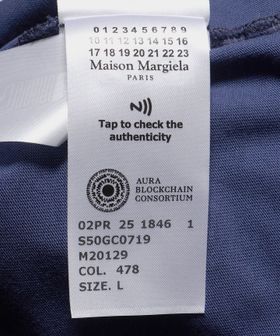 0 1 2 3 4 5 6 7 8 9
10 11 12 13 14 15 16
17 18 19 20 21 22 23
Maison Margiela
PARIS
Tap to check the
authenticity
AURA
BLOCKCHAIN
CONSORTIUM
02PR 25 1846 1
S50GC0719
M20129
COL. 478
SIZE. L